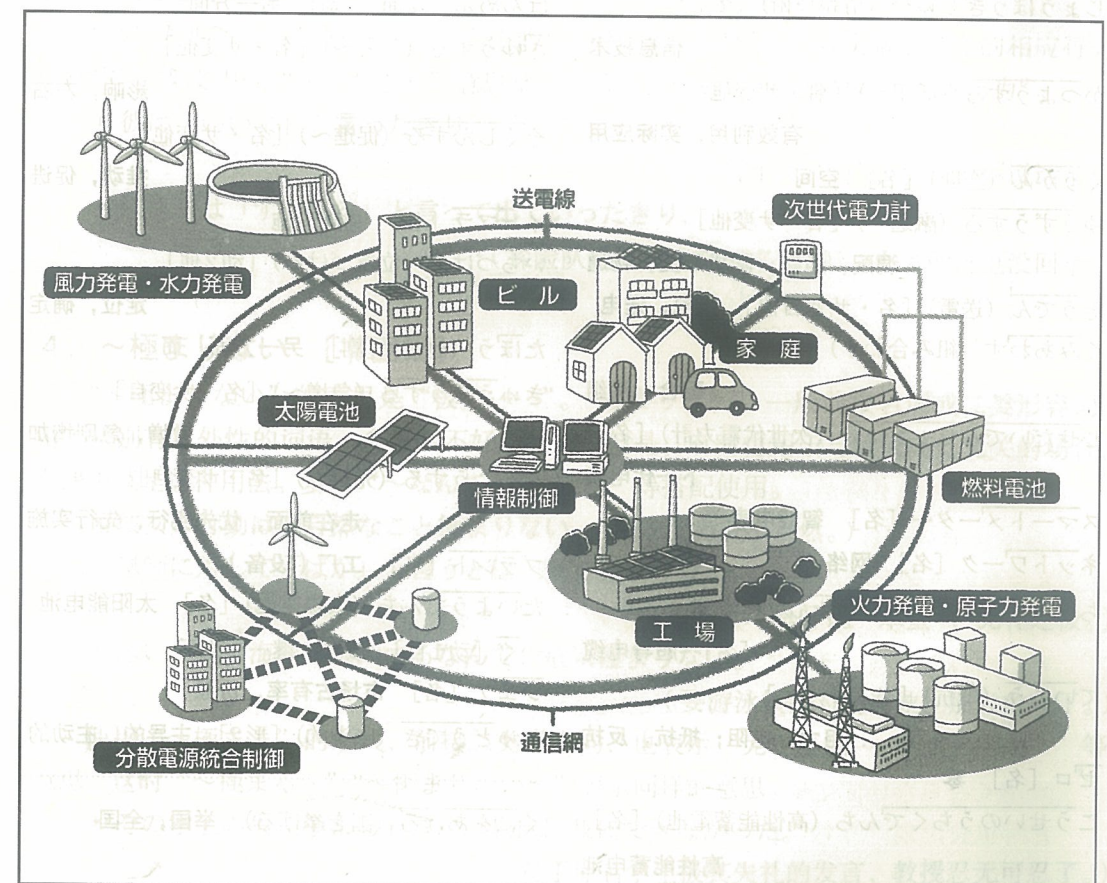 送電線
次世代電力計
風力発電・水力発電
ビル
家庭
太陽電池
情報制御
燃料電池
工場
火力発電・原子力発電
通信網
分散電源統合制御